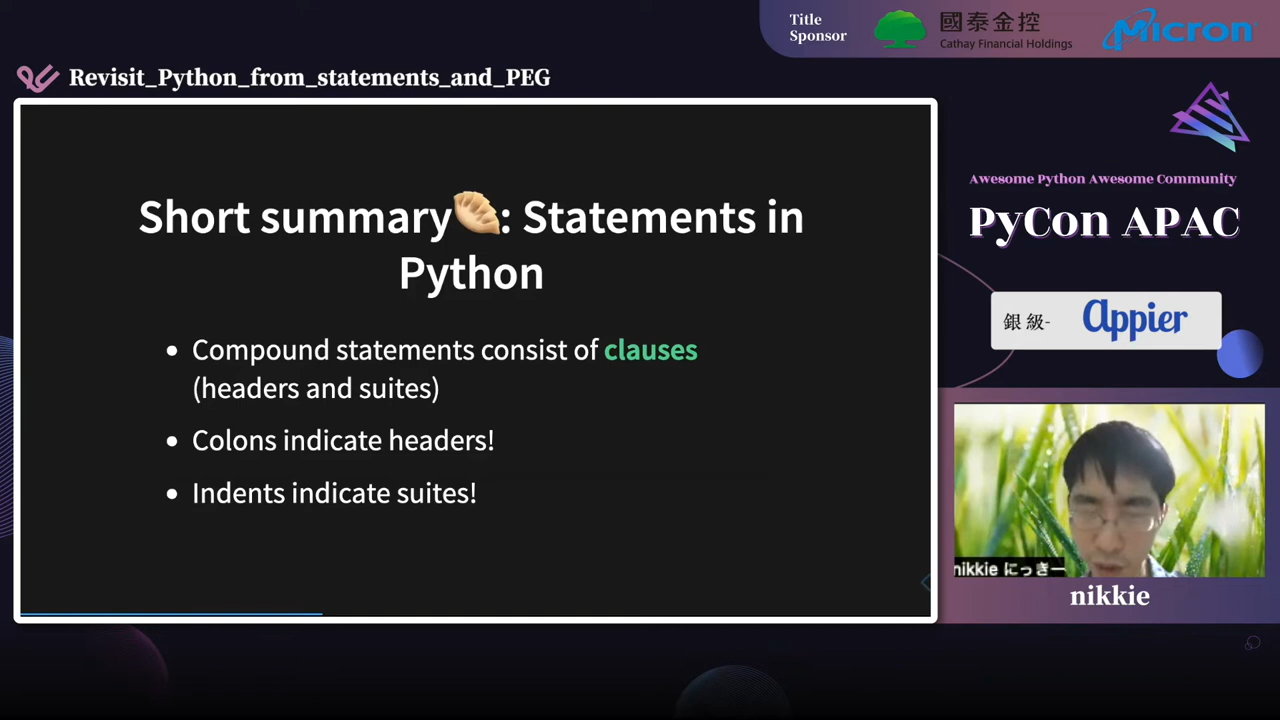 Title
Sponsor
國泰金控
Cathay Financial Holdings
Micron
Revisit_Python_from_statements_and_PEG
Short summary🥟: Statements in
Python
• Compound statements consist of clauses
(headers and suites)
• Colons indicate headers!
• Indents indicate suites!
Awesome Python Awesome Community
PyCon APAC
銀級- Appier
nikkie にっきー
nikkie